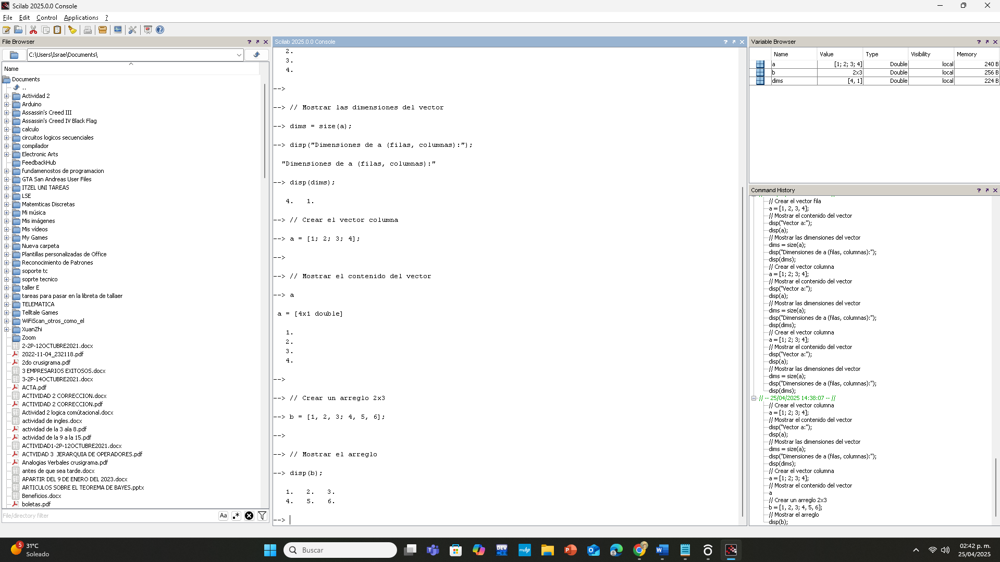 Scilab 2025.0.0 Console
File Edit Control Applications ?
File Browser
C:\Users\Israe\Documents\
Name
Documents
..
Actividad 2
Arduino
Assassin's Creed III
Assassin's Creed IV Black Flag
calculo
circuitos logicos secuenciales
compilador
Electronic Arts
FeedbackHub
fundamenostos de programacion
GTA San Andreas User Files
ITZEL UNI TAREAS
LSE
Matemticas Discretas
Mi música
Mis imágenes
Mis vídeos
My Games
Nueva carpeta
Plantillas personalizadas de Office
Reconocimiento de Patrones
soporte tc
soprte tecnico
taller E
tareas para pasar en la libreta de tallaer
TELEMATICA
Telltale Games
WiFiScan_otros_como_el
XuanZhi
Zoom
2-2P-12OCTUBRE2021.docx
2022-11-04_232118.pdf
2do crusigrama.pdf
3 EMPRESARIOS EXITOSOS.docx
3-2P-14OCTUBRE2021.docx
ACTA.pdf
ACTIVIDAD 2 CORRECCION.docx
ACTIVIDAD 2 CORRECCION.pdf
Actividad 2 logica comútacional.docx
actividad de ingles.docx
actividad de la 3 ala 8.pdf
actividad de la 9 a la 15.pdf
ACTIVIDAD1-2P-12OCTUBRE2021.docx
ACTVIDAD 3  JERARQUIA DE OPERADORES.pdf
Analogias Verbales crusigrama.pdf
antes de que sea tarde.docx
APARTIR DEL 9 DE ENERO DEL 2023.docx
ARTICULOS SOBRE EL TEOREMA DE BAYES.pptx
Beneficios.docx
boletas.pdf
File/directory filter
Aa .*
Scilab 2025.0.0 Console
2.
3.
4.
-->
--> // Mostrar las dimensiones del vector
--> dims = size(a);
--> disp("Dimensiones de a (filas, columnas):");
"Dimensiones de a (filas, columnas):"
--> disp(dims);
4. 1.
--> // Crear el vector columna
--> a = [1; 2; 3; 4];
-->
--> // Mostrar el contenido del vector
--> a
a = [4x1 double]
1.
2.
3.
4.
-->
--> // Crear un arreglo 2x3
--> b = [1, 2, 3; 4, 5, 6];
-->
--> // Mostrar el arreglo
--> disp(b);
1. 2. 3.
4. 5. 6.
-->
Variable Browser
Name Value Type Visibility Memory
a [1; 2; 3; 4] Double local 240 B
b 2x3 Double local 256 B
dims [4, 1] Double local 224 B
Command History
// Crear el vector fila
a = [1, 2, 3, 4];
// Mostrar el contenido del vector
disp("Vector a:");
disp(a);
// Mostrar las dimensiones del vector
dims = size(a);
disp("Dimensiones de a (filas, columnas):");
disp(dims);
// Crear el vector columna
a = [1; 2; 3; 4];
// Mostrar el contenido del vector
disp("Vector a:");
disp(a);
// Mostrar las dimensiones del vector
dims = size(a);
disp("Dimensiones de a (filas, columnas):");
disp(dims);
// Crear el vector columna
a = [1; 2; 3; 4];
// Mostrar el contenido del vector
disp("Vector a:");
disp(a);
// Mostrar las dimensiones del vector
dims = size(a);
disp("Dimensiones de a (filas, columnas):");
disp(dims);
// -- 25/04/2025 14:38:07 -- //
// Crear el vector columna
a = [1; 2; 3; 4];
// Mostrar el contenido del vector
disp("Vector a:");
disp(a);
// Mostrar las dimensiones del vector
dims = size(a);
disp("Dimensiones de a (filas, columnas):");
disp(dims);
// Crear el vector columna
a = [1; 2; 3; 4];
// Mostrar el contenido del vector
a
// Crear un arreglo 2x3
b = [1, 2, 3; 4, 5, 6];
// Mostrar el arreglo
disp(b);
5
31°C
Soleado
Buscar
DEV
myhp
02:42 p. m.
25/04/2025